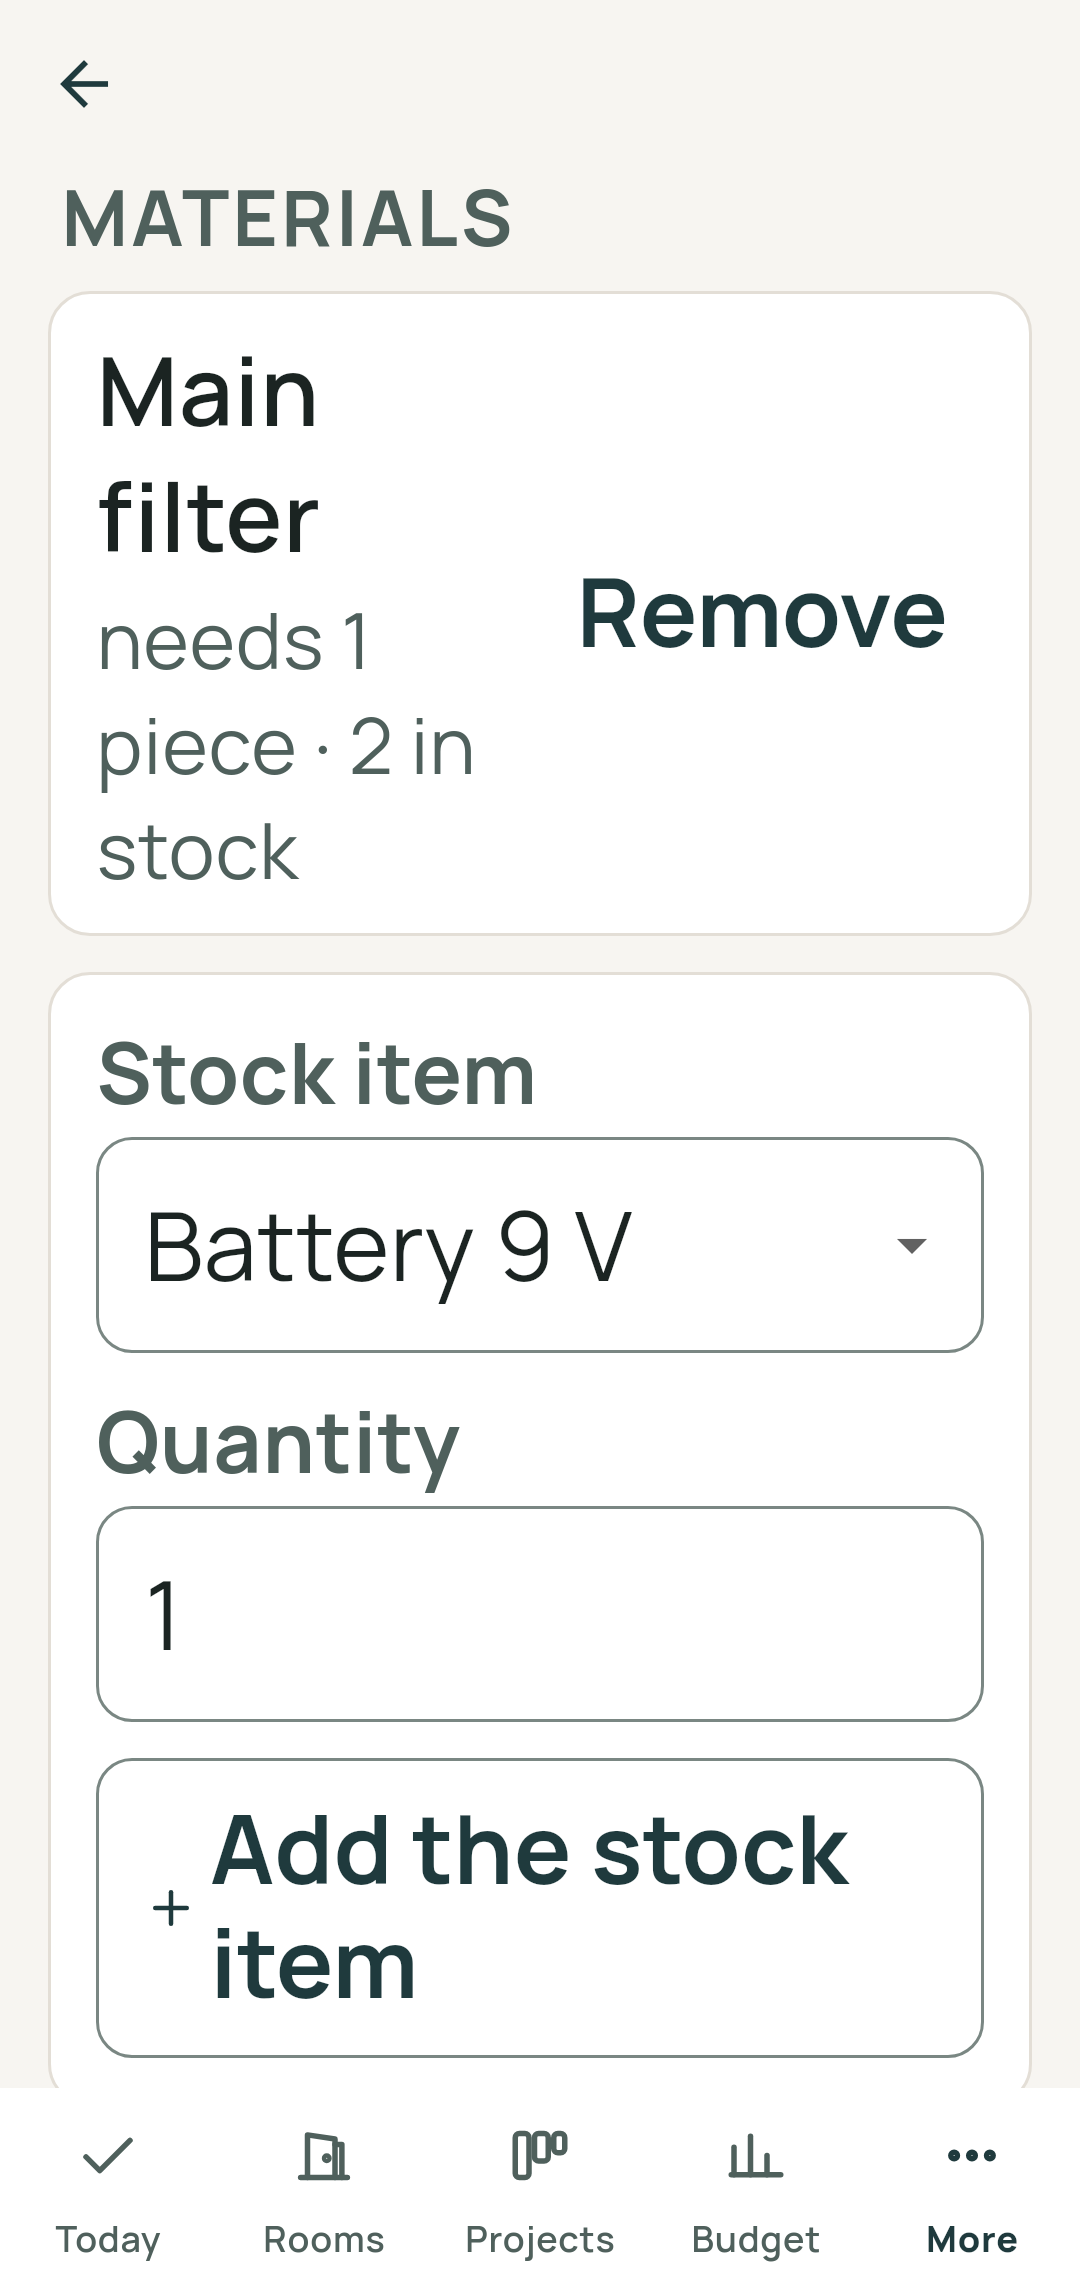 MATERIALS
Main
filter
needs 1
piece · 2 in
stock
Remove
Stock item
Battery 9 V
Quantity
1
Add the stock
item
Today
Rooms
Projects
Budget
More